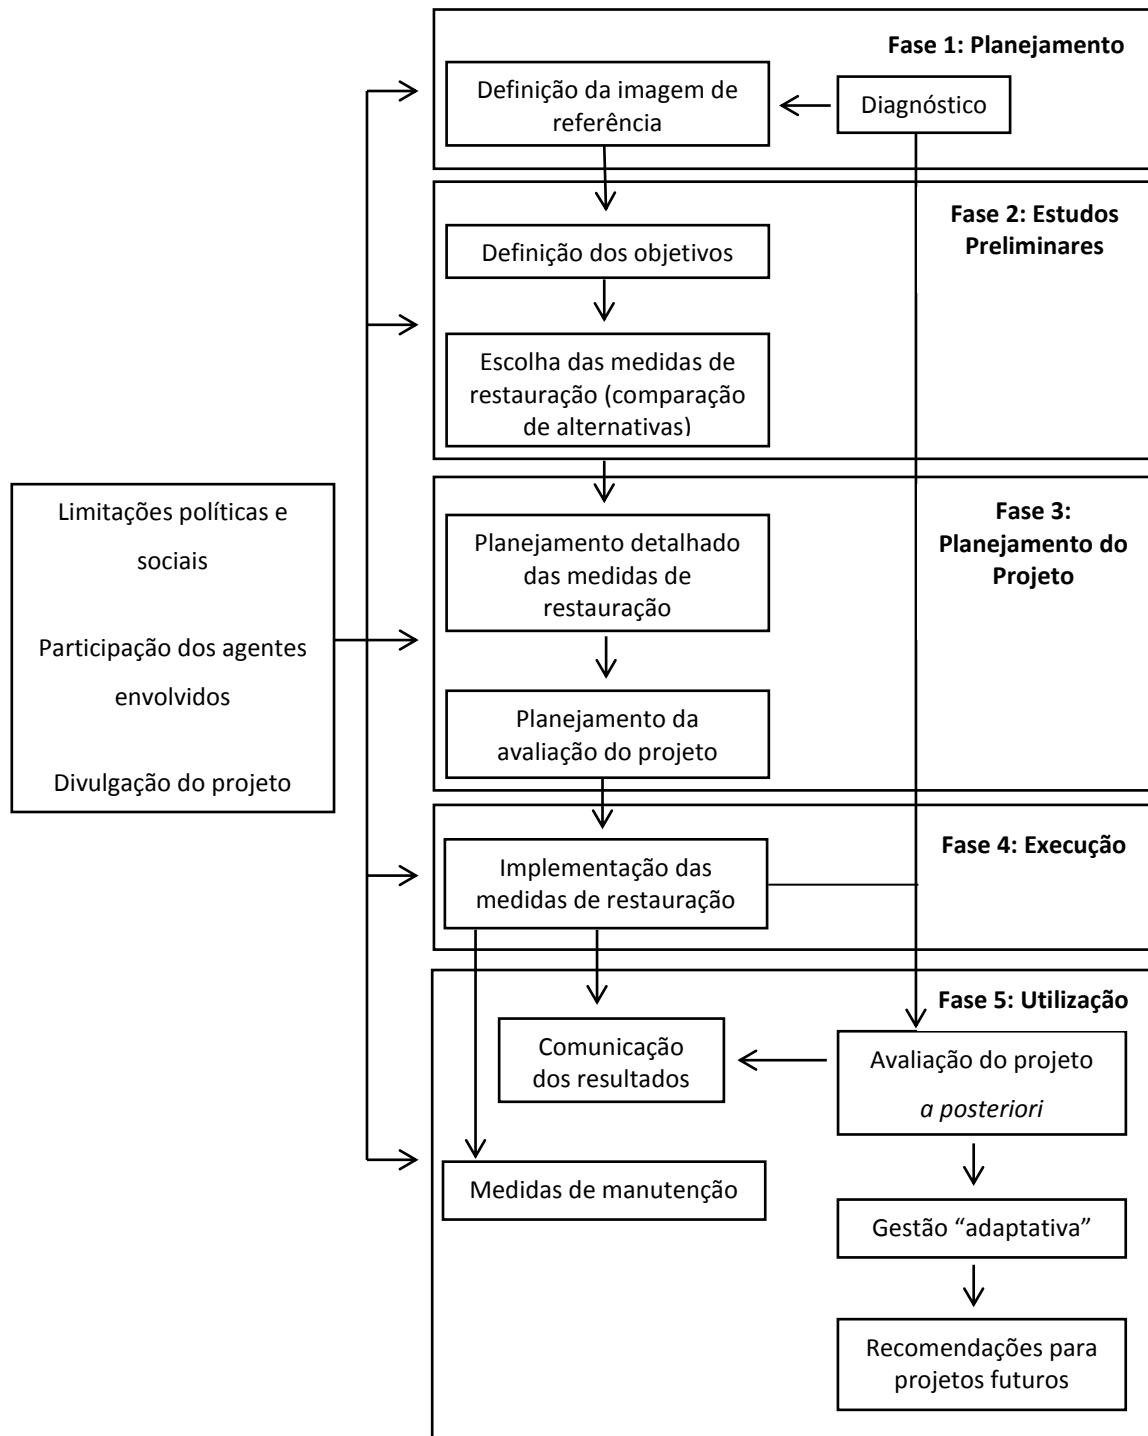 Fase 1: Planejamento
Definição da imagem de
referência
Diagnóstico
Fase 2: Estudos
Preliminares
Definição dos objetivos
Escolha das medidas de
restauração (comparação
de alternativas)
Limitações políticas e
sociais
Participação dos agentes
envolvidos
Divulgação do projeto
Fase 3:
Planejamento do
Projeto
Planejamento detalhado
das medidas de
restauração
Planejamento da
avaliação do projeto
Fase 4: Execução
Implementação das
medidas de restauração
Fase 5: Utilização
Comunicação
dos resultados
Avaliação do projeto
a posteriori
Medidas de manutenção
Gestão “adaptativa”
Recomendações para
projetos futuros